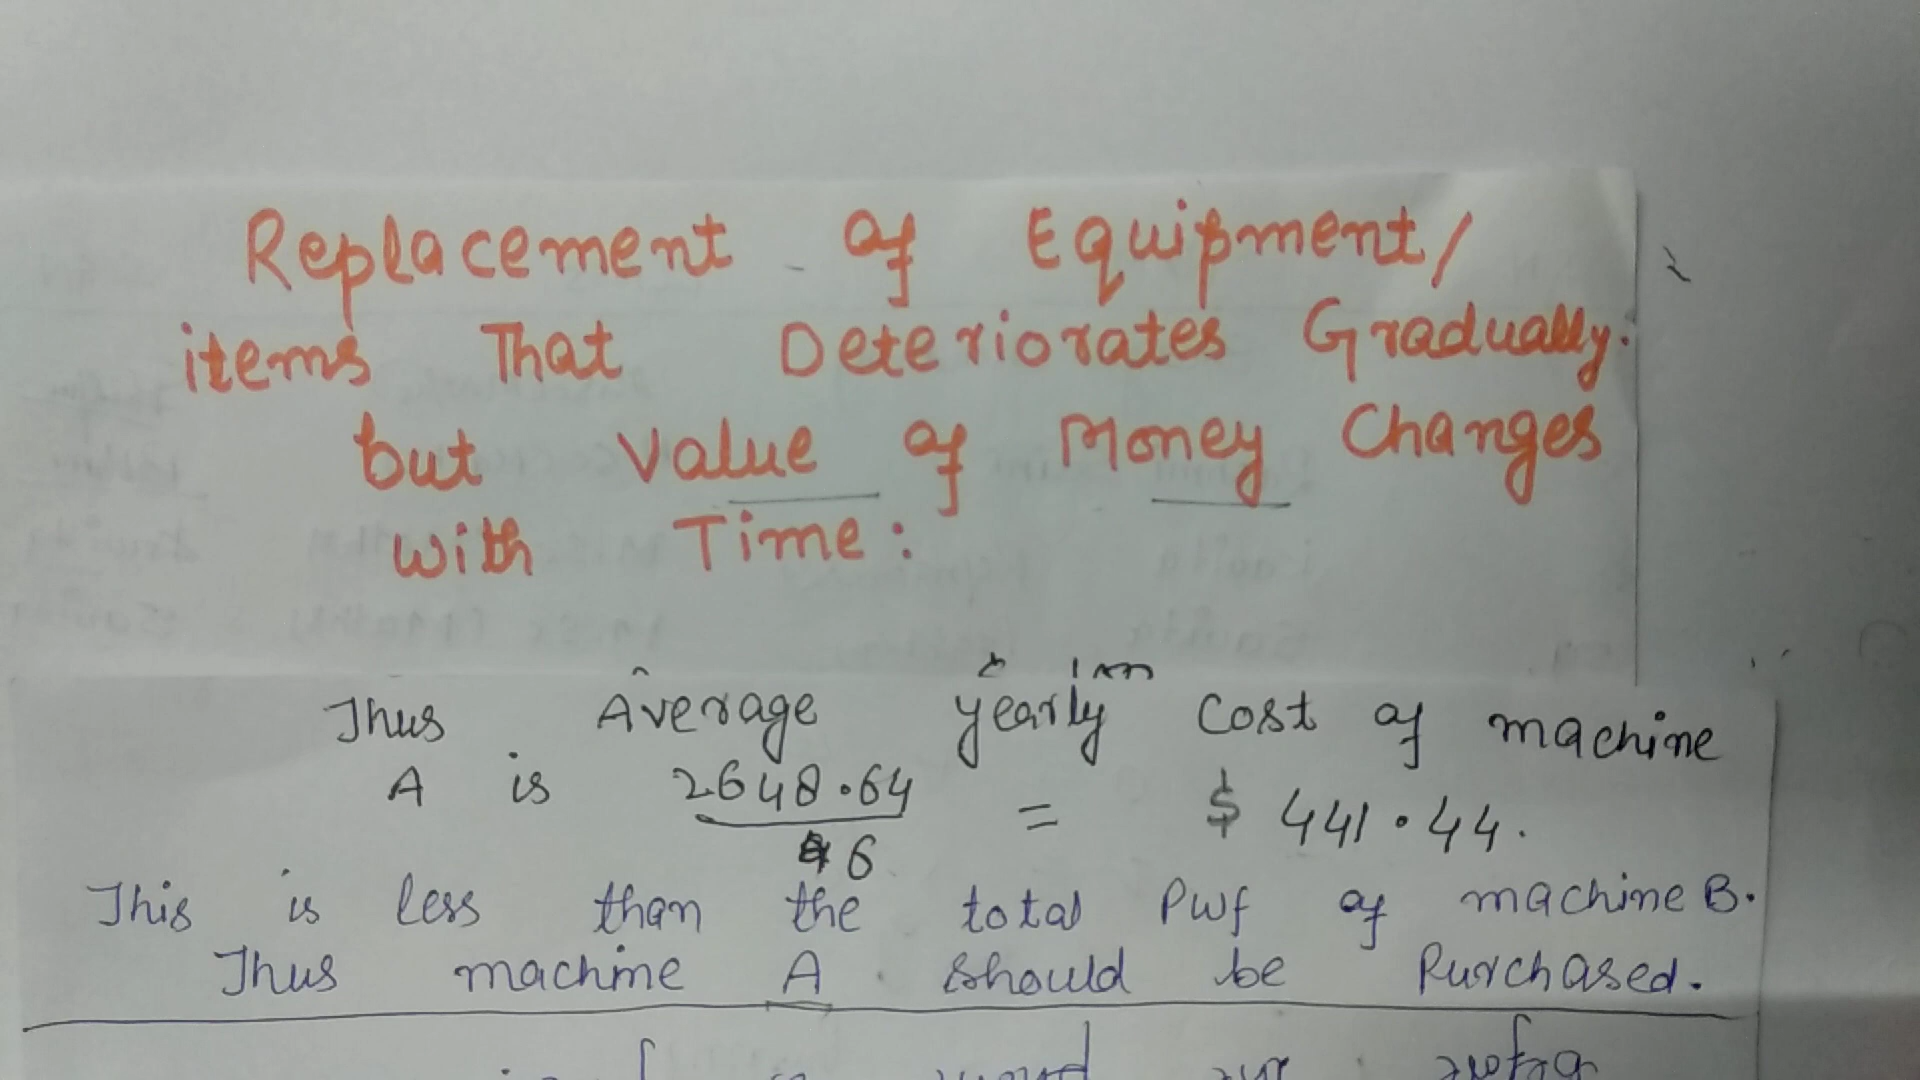 Replacement of Equipment/
items That Deteriorates Gradually.
but Value of Money Changes
with Time:
Thus Average yearly Cost of machine
A is 2648.64 / 6 = $ 441.44.
This is less than the total Pwf of machine B.
Thus machine A should be Purchased.